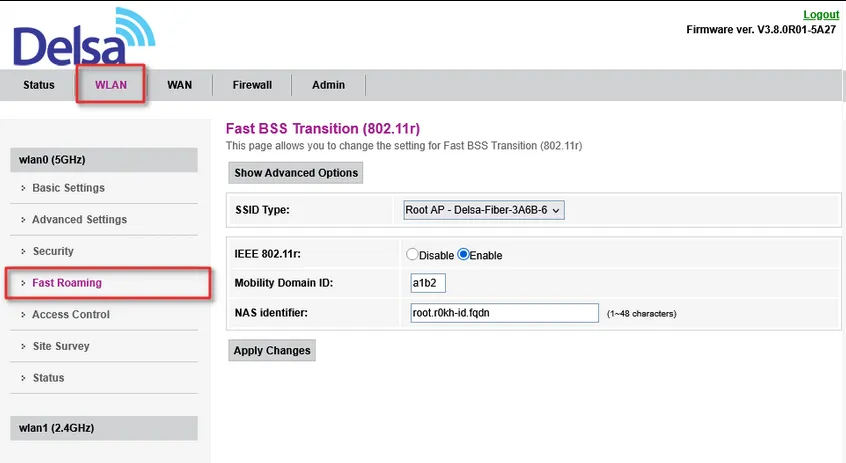 Delsa
Logout
Firmware ver. V3.8.0R01-5A27
Status WLAN WAN Firewall Admin
wlan0 (5GHz)
Basic Settings
Advanced Settings
Security
Fast Roaming
Access Control
Site Survey
Status
wlan1 (2.4GHz)
Fast BSS Transition (802.11r)
This page allows you to change the setting for Fast BSS Transition (802.11r)
Show Advanced Options
SSID Type: Root AP - Delsa-Fiber-3A6B-6
IEEE 802.11r: Disable Enable
Mobility Domain ID: a1b2
NAS identifier: root.r0kh-id.fqdn (1~48 characters)
Apply Changes